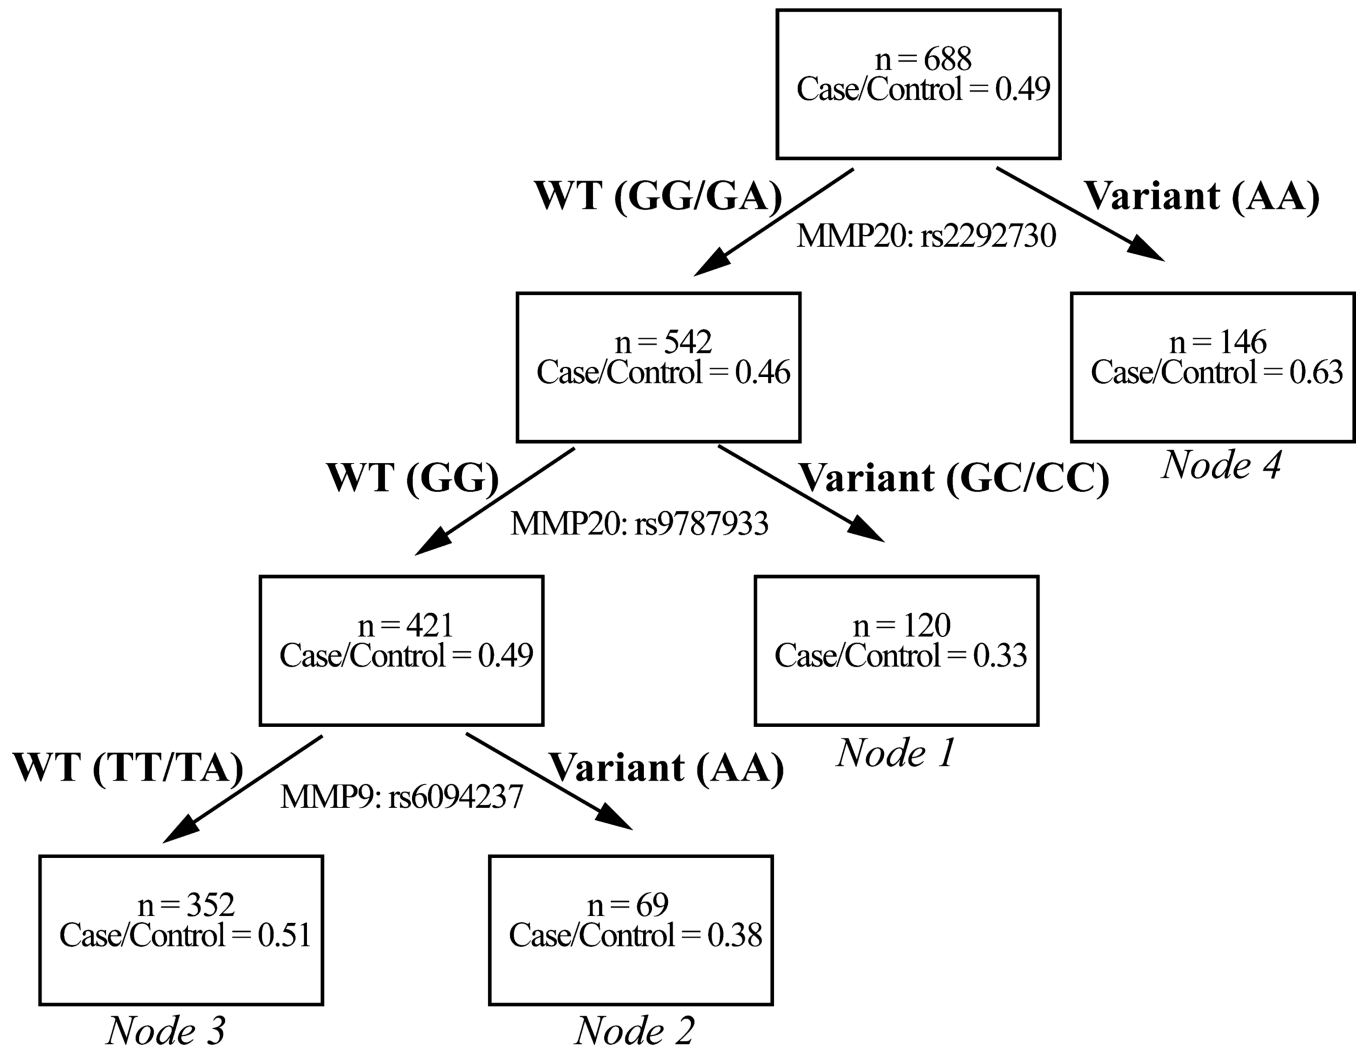 n = 688
Case/Control = 0.49
WT (GG/GA)
Variant (AA)
MMP20: rs2292730
n = 542
Case/Control = 0.46
n = 146
Case/Control = 0.63
Node 4
WT (GG)
Variant (GC/CC)
MMP20: rs9787933
n = 421
Case/Control = 0.49
n = 120
Case/Control = 0.33
Node 1
WT (TT/TA)
Variant (AA)
MMP9: rs6094237
n = 352
Case/Control = 0.51
n = 69
Case/Control = 0.38
Node 3
Node 2